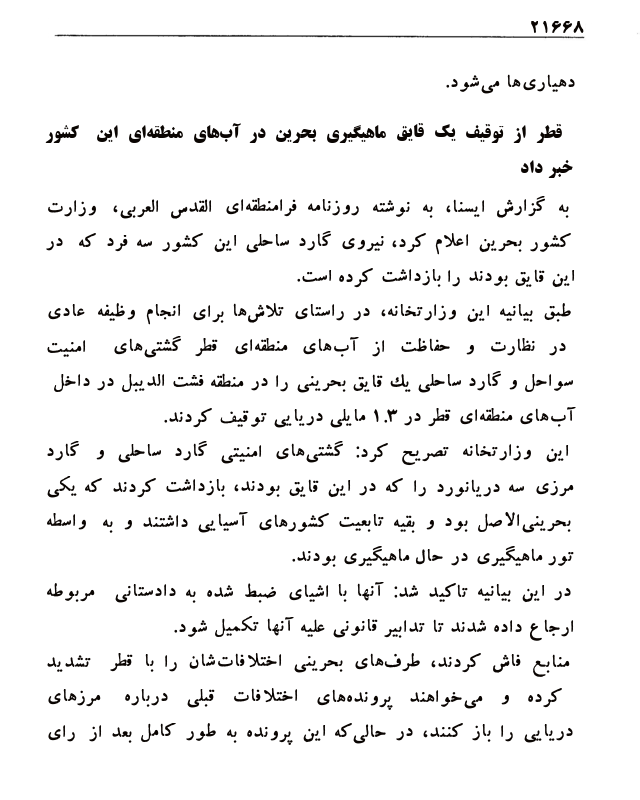 ۲۱۶۶۸
دهیاری‌ها می‌شود.
قطر از توقیف یک قایق ماهیگیری بحرین در آب‌های منطقه‌ای این کشور
خبر داد
به گزارش ایسنا، به نوشته روزنامه فرامنطقه‌ای القدس العربی، وزارت
کشور بحرین اعلام کرد، نیروی گارد ساحلی این کشور سه فرد که در
این قایق بودند را بازداشت کرده است.
طبق بیانیه این وزارتخانه، در راستای تلاش‌ها برای انجام وظیفه عادی
در نظارت و حفاظت از آب‌های منطقه‌ای قطر گشتی‌های امنیت
سواحل و گارد ساحلی یك قایق بحرینی را در منطقه فشت الدیبل در داخل
آب‌های منطقه‌ای قطر در ۱.۳ مایلی دریایی توقیف کردند.
این وزارتخانه تصریح کرد: گشتی‌های امنیتی گارد ساحلی و گارد
مرزی سه دریانورد را که در این قایق بودند، بازداشت کردند که یکی
بحرینی‌الاصل بود و بقیه تابعیت کشورهای آسیایی داشتند و به واسطه
تور ماهیگیری در حال ماهیگیری بودند.
در این بیانیه تاکید شد: آنها با اشیای ضبط شده به دادستانی مربوطه
ارجاع داده شدند تا تدابیر قانونی علیه آنها تکمیل شود.
منابع فاش کردند، طرف‌های بحرینی اختلافات‌شان را با قطر تشدید
کرده و می‌خواهند پرونده‌های اختلافات قبلی درباره مرزهای
دریایی را باز کنند، در حالی‌که این پرونده به طور کامل بعد از رای